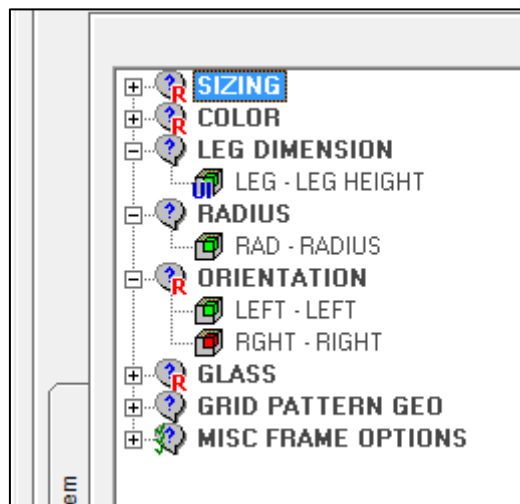 SIZING
COLOR
LEG DIMENSION
LEG - LEG HEIGHT
RADIUS
RAD - RADIUS
ORIENTATION
LEFT - LEFT
RGHT - RIGHT
GLASS
GRID PATTERN GEO
MISC FRAME OPTIONS
em